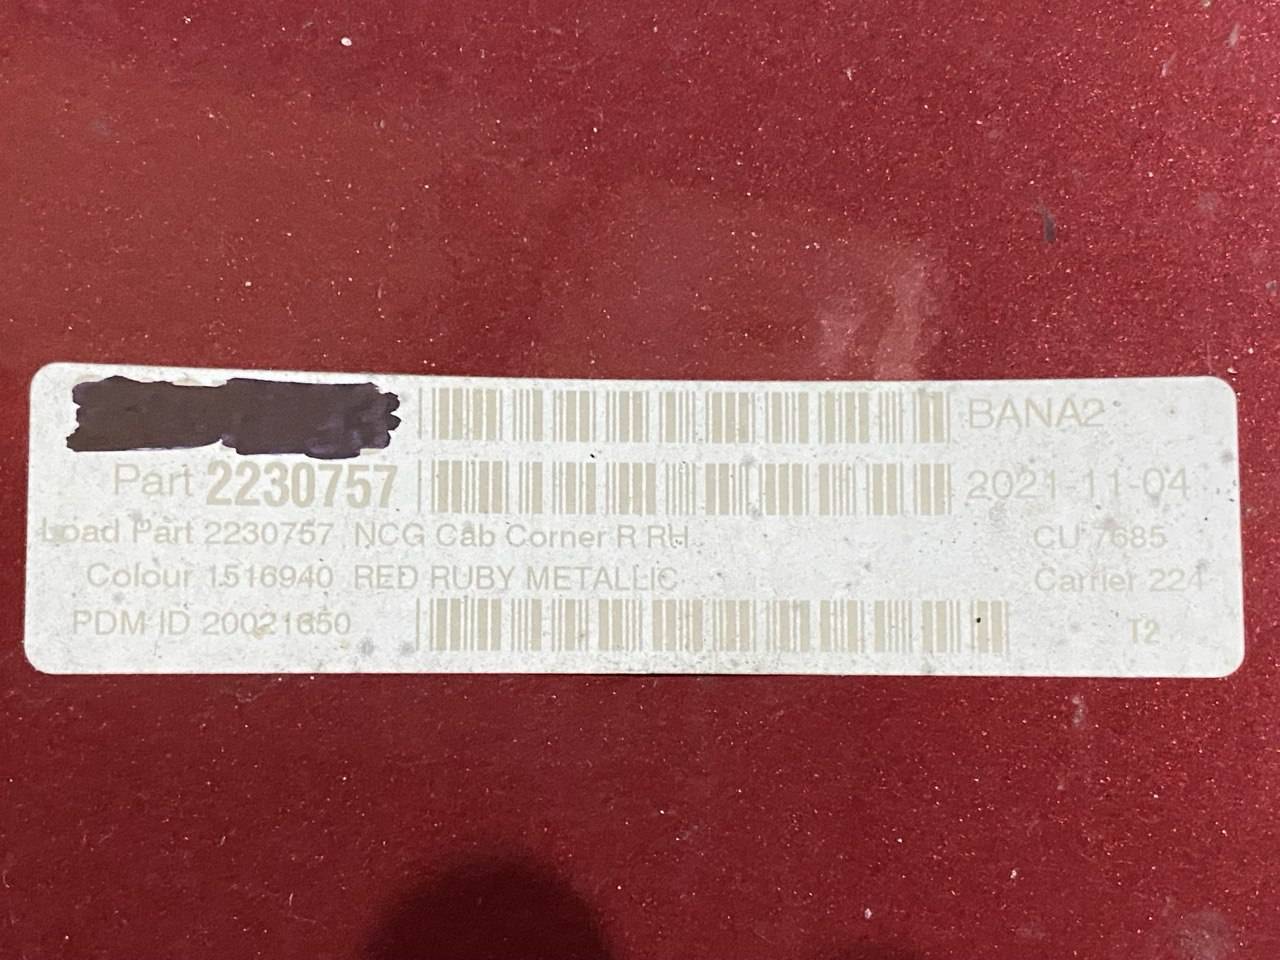 BANA2
Part 2230757 2021-11-04
Load Part 2230757 NCG Cab Corner R RH CU 7685
Colour 1516940 RED RUBY METALLIC Carrier 224
PDM ID 20021650 T2